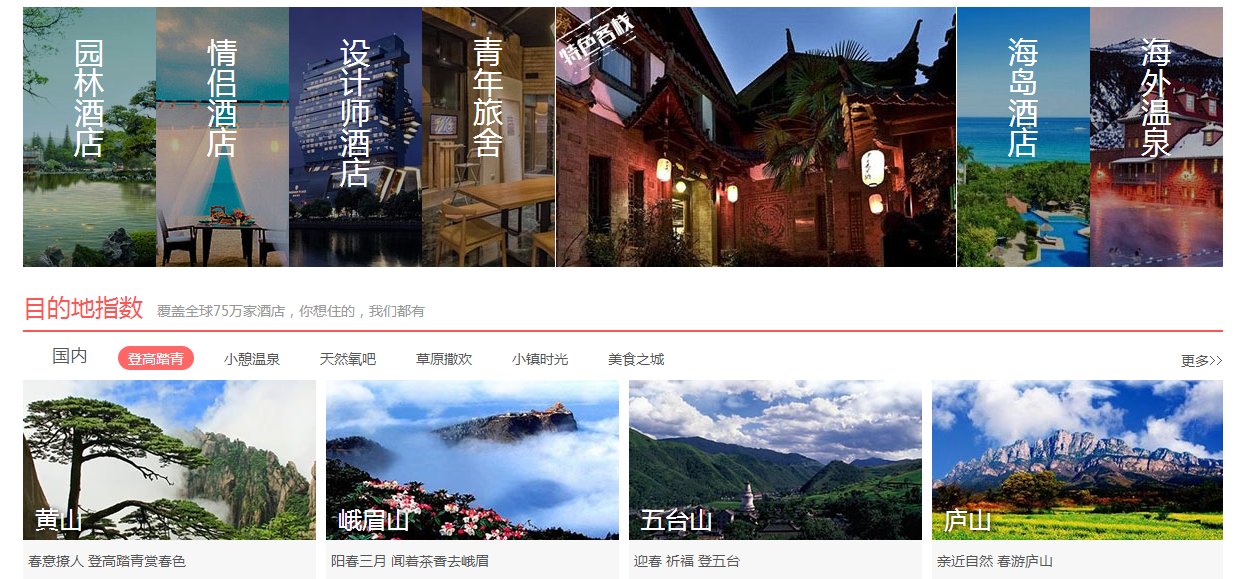 园林酒店
情侣酒店
设计师酒店
青年旅舍
特色客栈
海岛酒店
海外温泉
目的地指数 覆盖全球75万家酒店，你想住的，我们都有
国内 登高踏青 小憩温泉 天然氧吧 草原撒欢 小镇时光 美食之城 更多>>
黄山 峨眉山 五台山 庐山
春意撩人 登高踏青赏春色 阳春三月 闻着茶香去峨眉 迎春 祈福 登五台 亲近自然 春游庐山